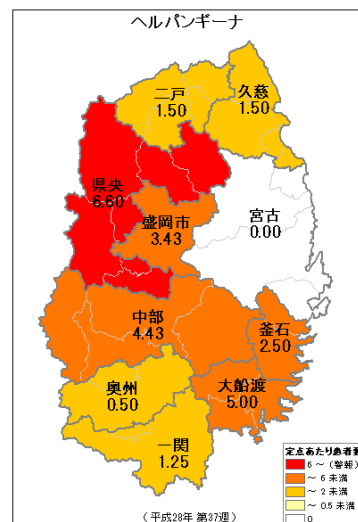 ヘルパンギーナ
二戸
1.50
久慈
1.50
県央
6.60
盛岡市
3.43
宮古
0.00
中部
4.43
釜石
2.50
奥州
0.50
大船渡
5.00
一関
1.25
定点あたり患者数
6～(警報)
～6未満
～2未満
～0.5未満
0
(平成28年 第37週)